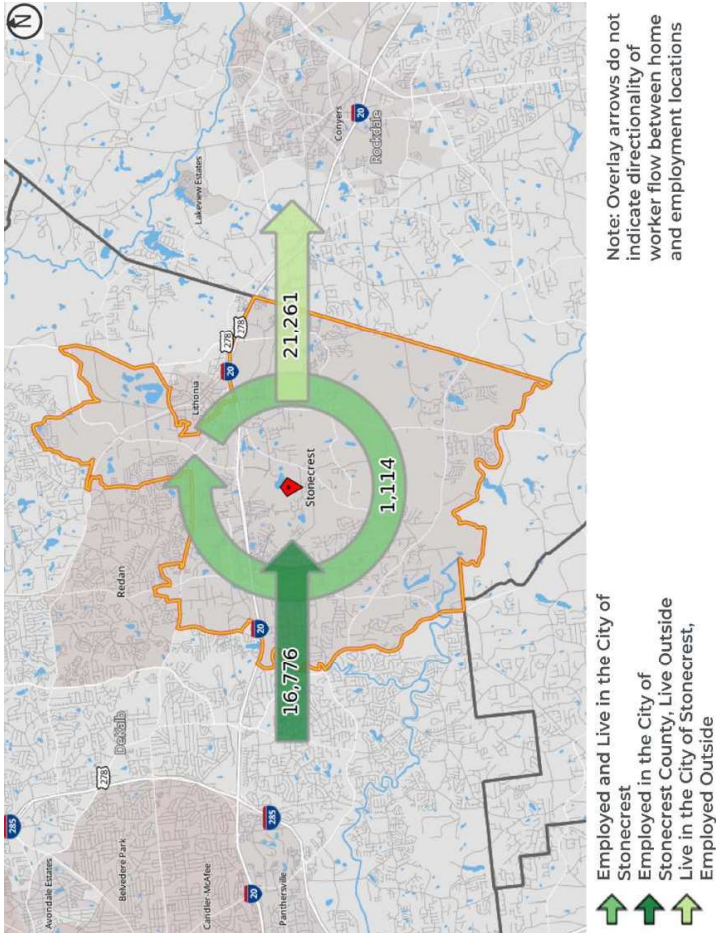 N
285
278
DeKalb
Avondale Estates
Belvedere Park
Candler-McAfee
Panthersville
20
285
Redan
20
16,776
Stonecrest
1,114
Lithonia
20
278
278
21,261
Lakeview Estates
Conyers
20
Rockdale
Employed and Live in the City of
Stonecrest
Employed in the City of
Stonecrest County, Live Outside
Live in the City of Stonecrest,
Employed Outside
Note: Overlay arrows do not
indicate directionality of
worker flow between home
and employment locations